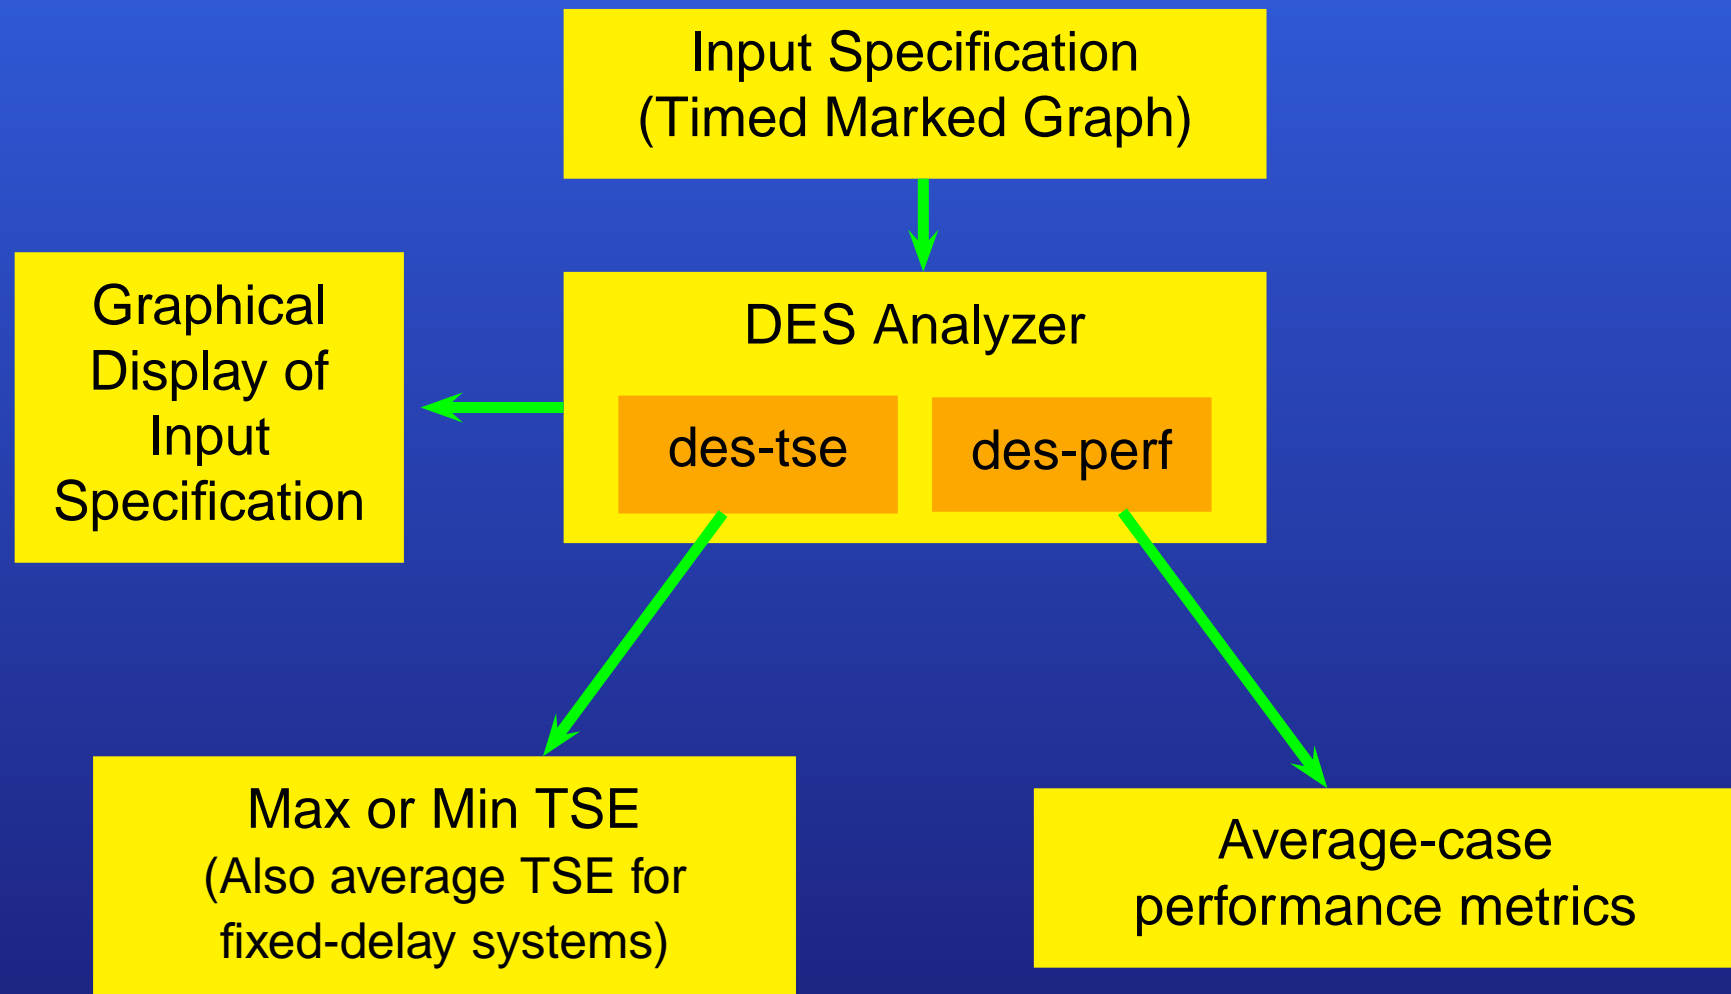 Input Specification
(Timed Marked Graph)
Graphical
Display of
Input
Specification
DES Analyzer
des-tse
des-perf
Max or Min TSE
(Also average TSE for
fixed-delay systems)
Average-case
performance metrics